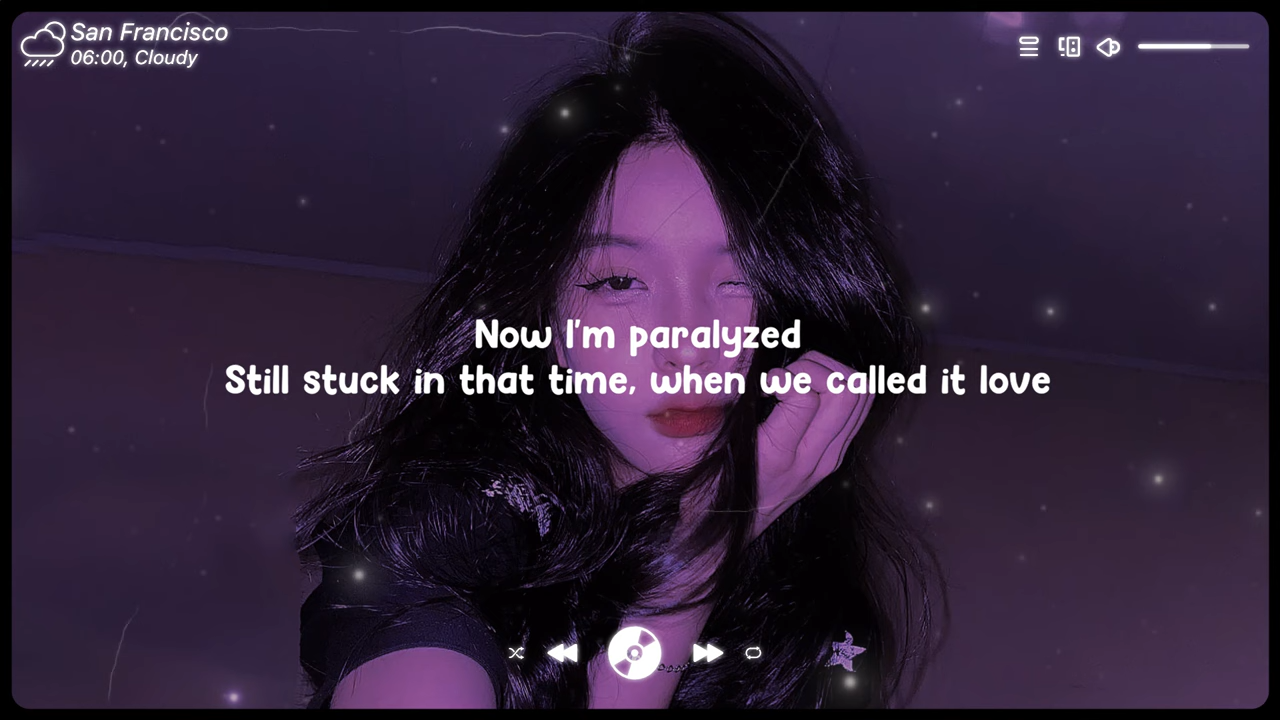 San Francisco
06:00, Cloudy
Now I'm paralyzed
Still stuck in that time, when we called it love